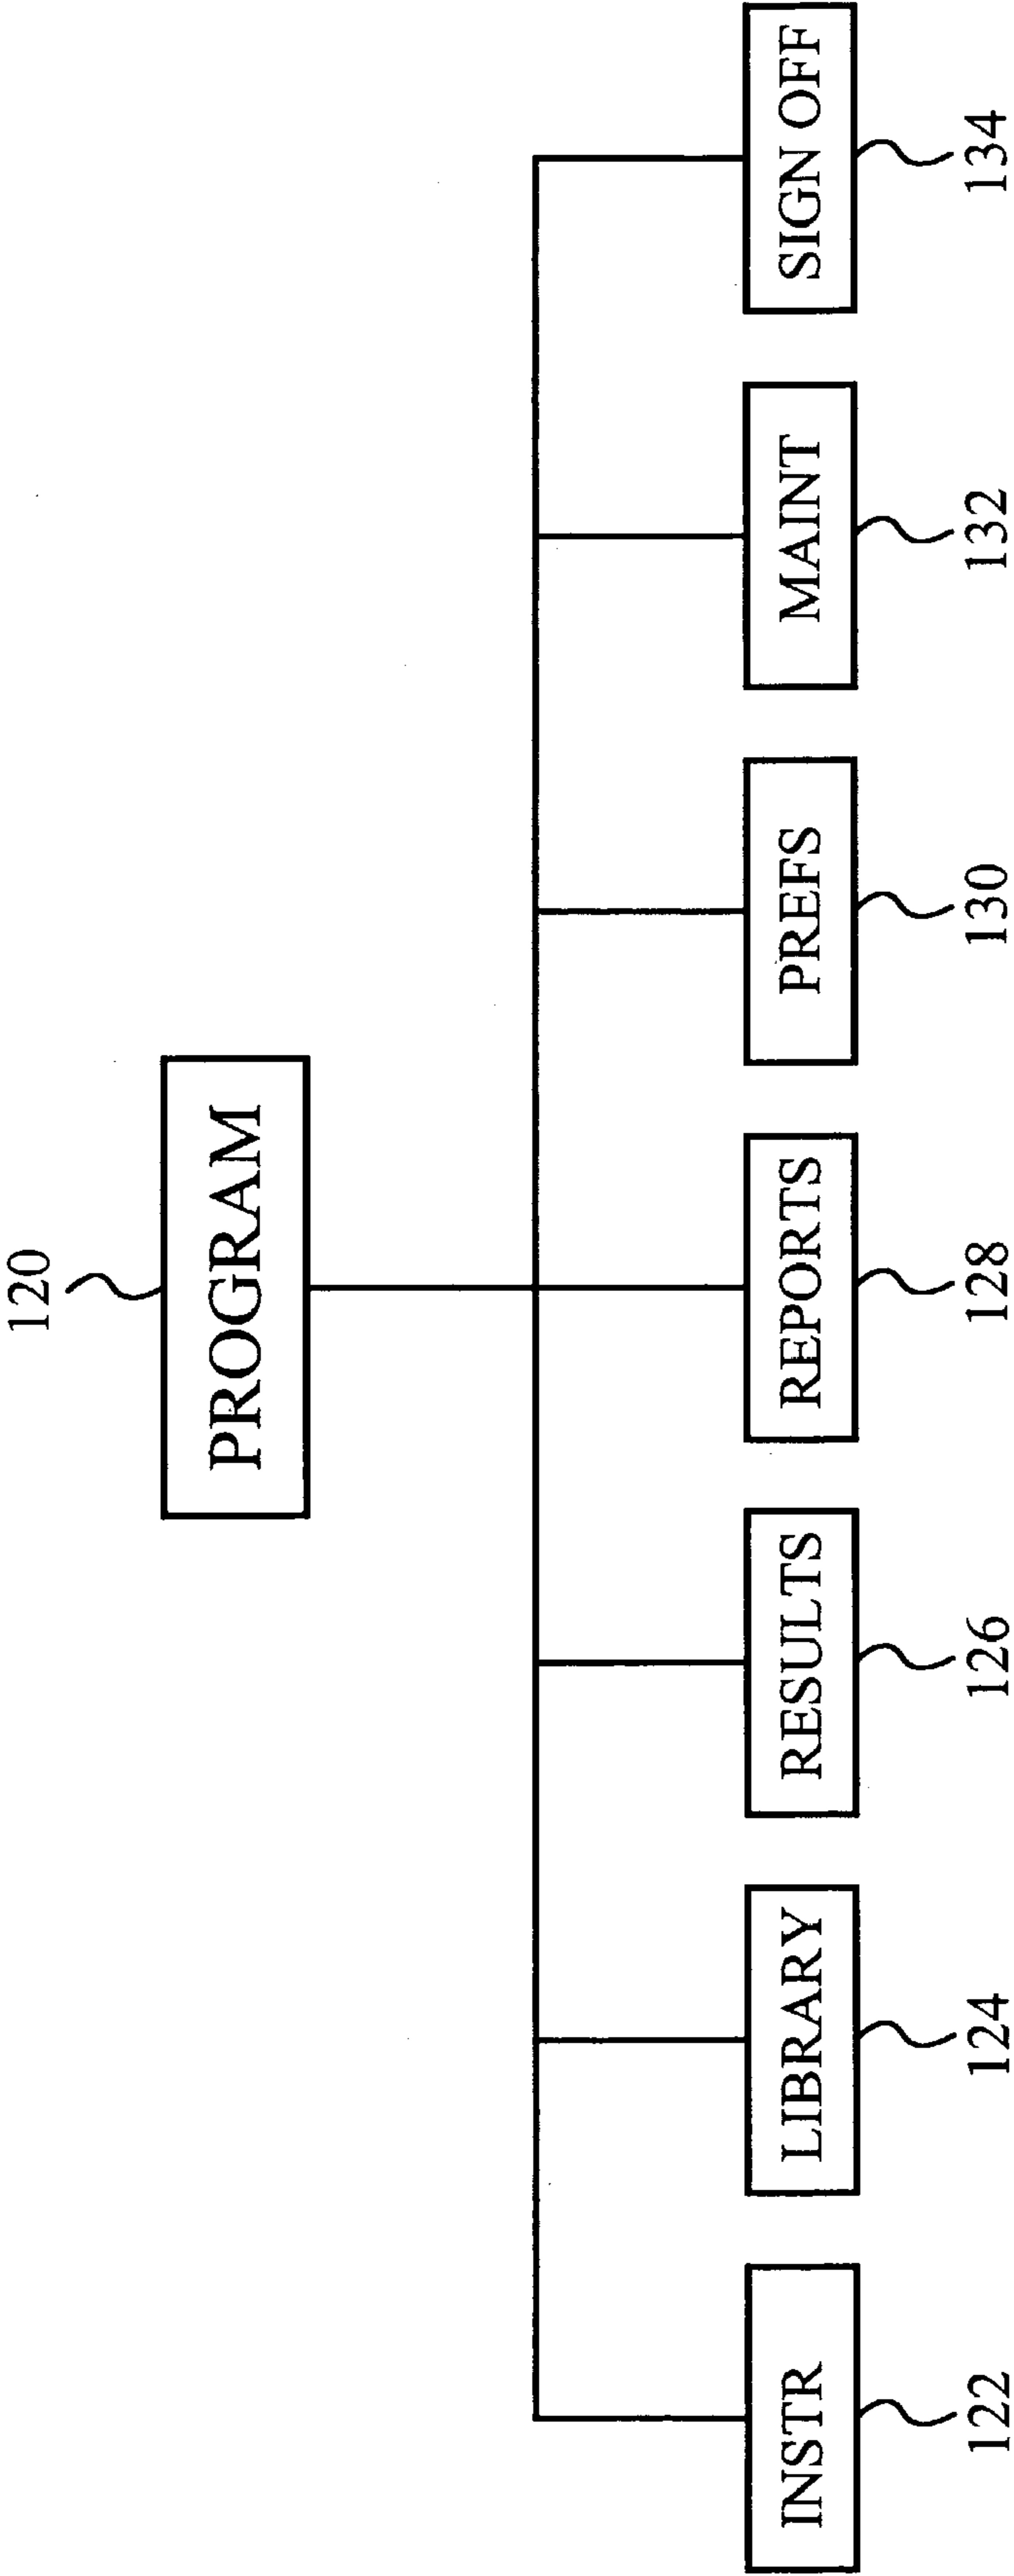 120
PROGRAM
INSTR
LIBRARY
RESULTS
REPORTS
PREFS
MAINT
SIGN OFF
122
124
126
128
130
132
134